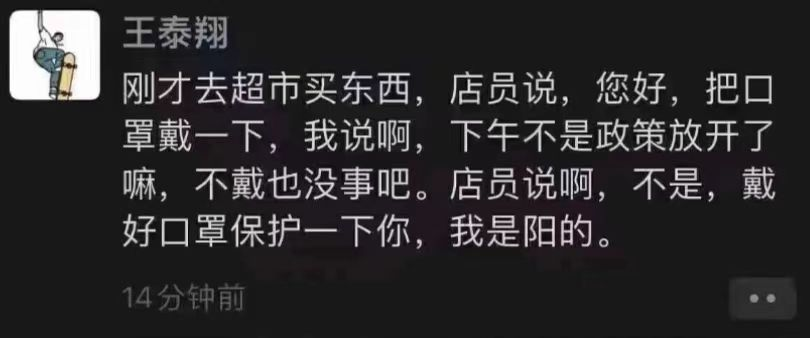 王泰翔
刚才去超市买东西，店员说，您好，把口
罩戴一下，我说啊，下午不是政策放开了
嘛，不戴也没事吧。店员说啊，不是，戴
好口罩保护一下你，我是阳的。
14分钟前